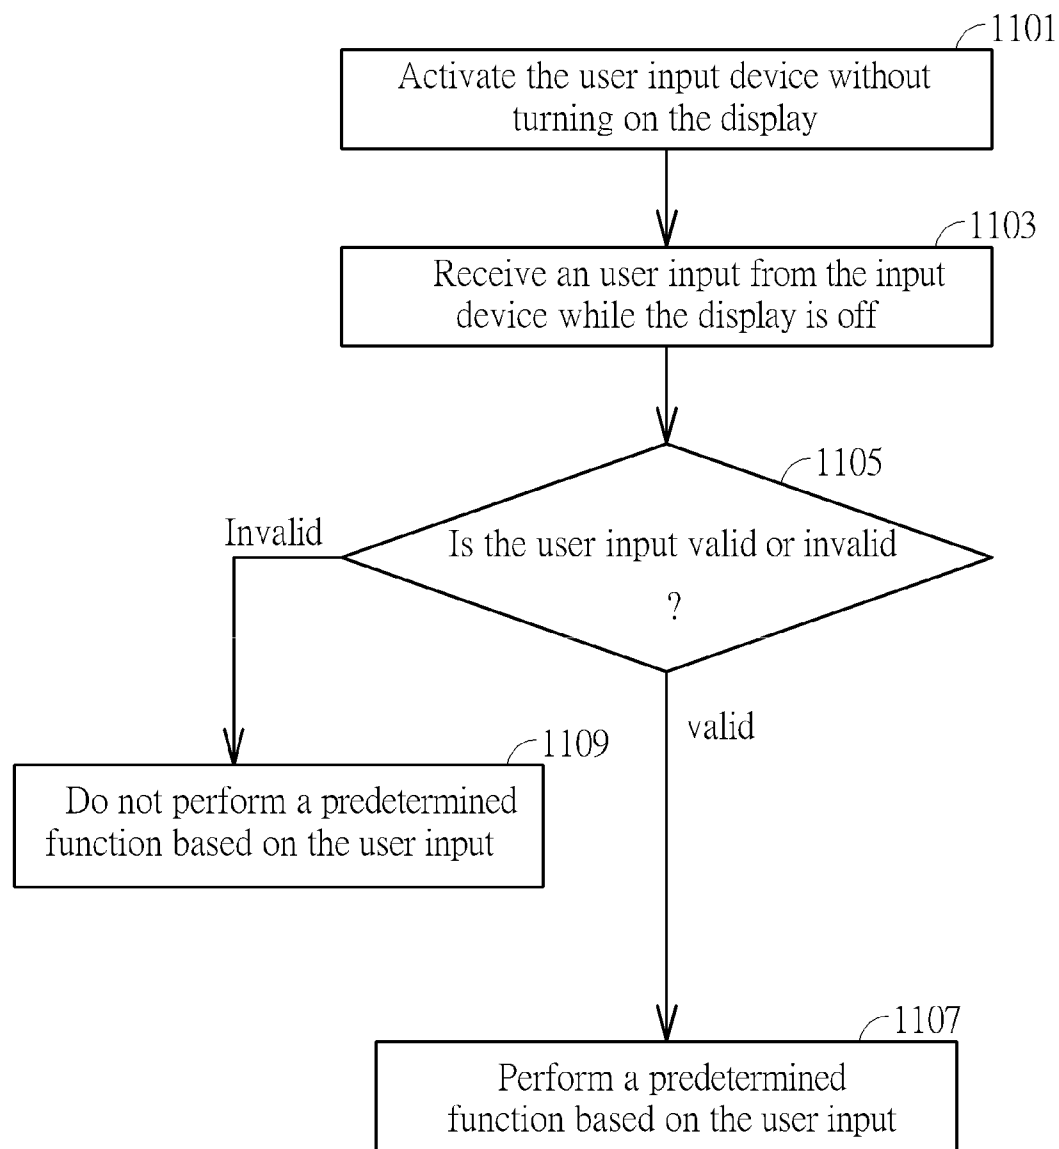 1101
Activate the user input device without
turning on the display
1103
Receive an user input from the input
device while the display is off
1105
Invalid
Is the user input valid or invalid
?
valid
1109
Do not perform a predetermined
function based on the user input
1107
Perform a predetermined
function based on the user input